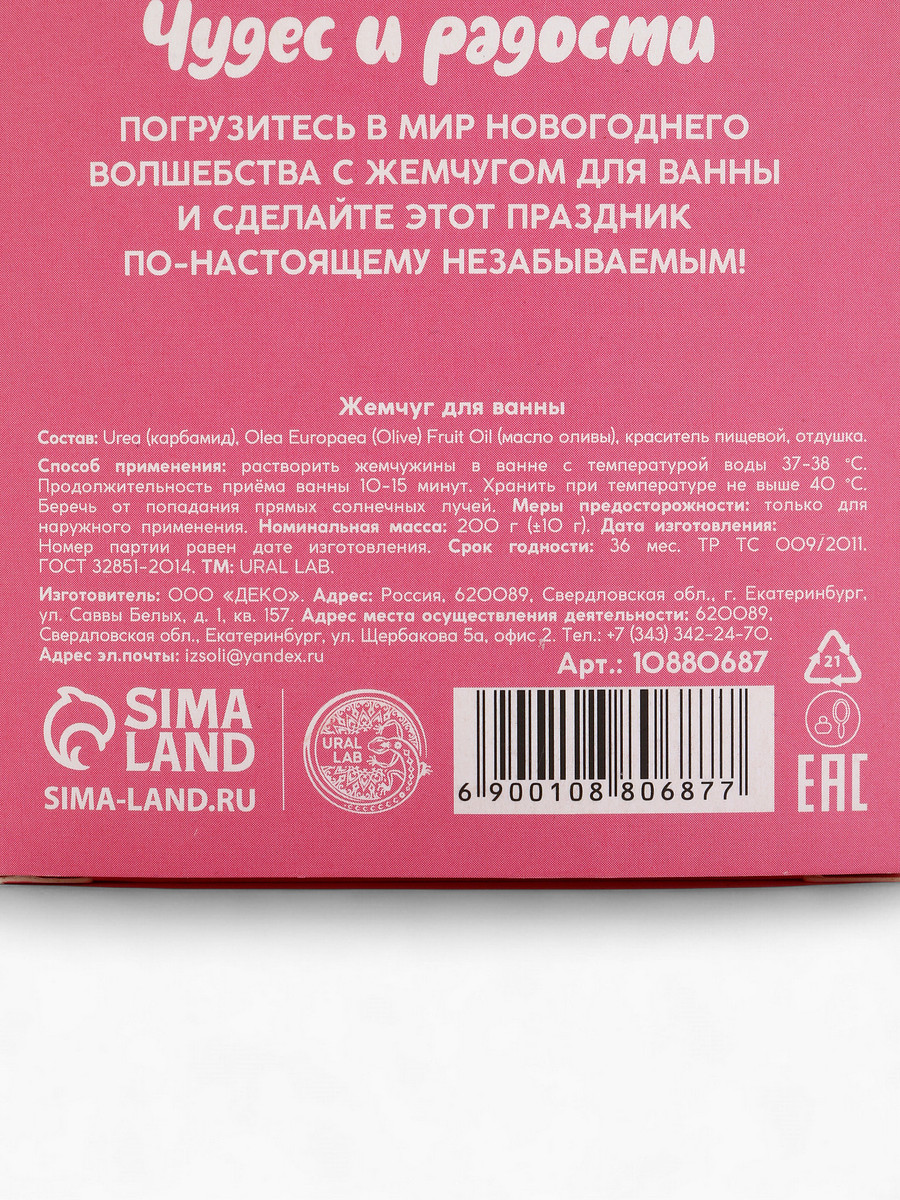 Чудес и радости
ПОГРУЗИТЕСЬ В МИР НОВОГОДНЕГО
ВОЛШЕБСТВА С ЖЕМЧУГОМ ДЛЯ ВАННЫ
И СДЕЛАЙТЕ ЭТОТ ПРАЗДНИК
ПО-НАСТОЯЩЕМУ НЕЗАБЫВАЕМЫМ!
Жемчуг для ванны
Состав: Urea (карбамид), Olea Europaea (Olive) Fruit Oil (масло оливы), краситель пищевой, отдушка.
Способ применения: растворить жемчужины в ванне с температурой воды 37-38 °C.
Продолжительность приёма ванны 10-15 минут. Хранить при температуре не выше 40 °C.
Беречь от попадания прямых солнечных лучей. Меры предосторожности: только для
наружного применения. Номинальная масса: 200 г (±10 г). Дата изготовления:
Номер партии равен дате изготовления. Срок годности: 36 мес. ТР ТС 009/2011.
ГОСТ 32851-2014. ТМ: URAL LAB.
Изготовитель: ООО «ДЕКО». Адрес: Россия, 620089, Свердловская обл., г. Екатеринбург,
ул. Саввы Белых, д. 1, кв. 157. Адрес места осуществления деятельности: 620089,
Свердловская обл., Екатеринбург, ул. Щербакова 5а, офис 2. Тел.: +7 (343) 342-24-70.
Адрес эл.почты: izsoli@yandex.ru
Арт.: 10880687
21
SIMA
LAND
SIMA-LAND.RU
URAL
LAB
6 900108 806877
EAC